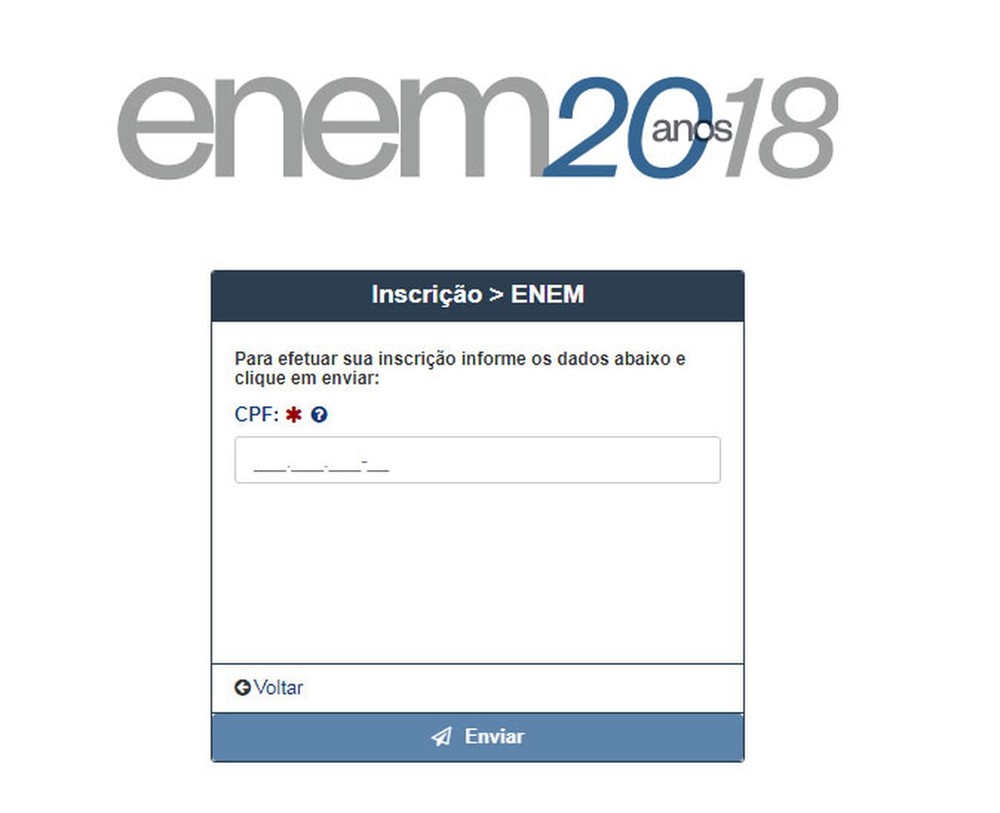 enem2018
anos
Inscrição > ENEM
Para efetuar sua inscrição informe os dados abaixo e
clique em enviar:
CPF: * ?
___.___.___-__
Voltar
Enviar